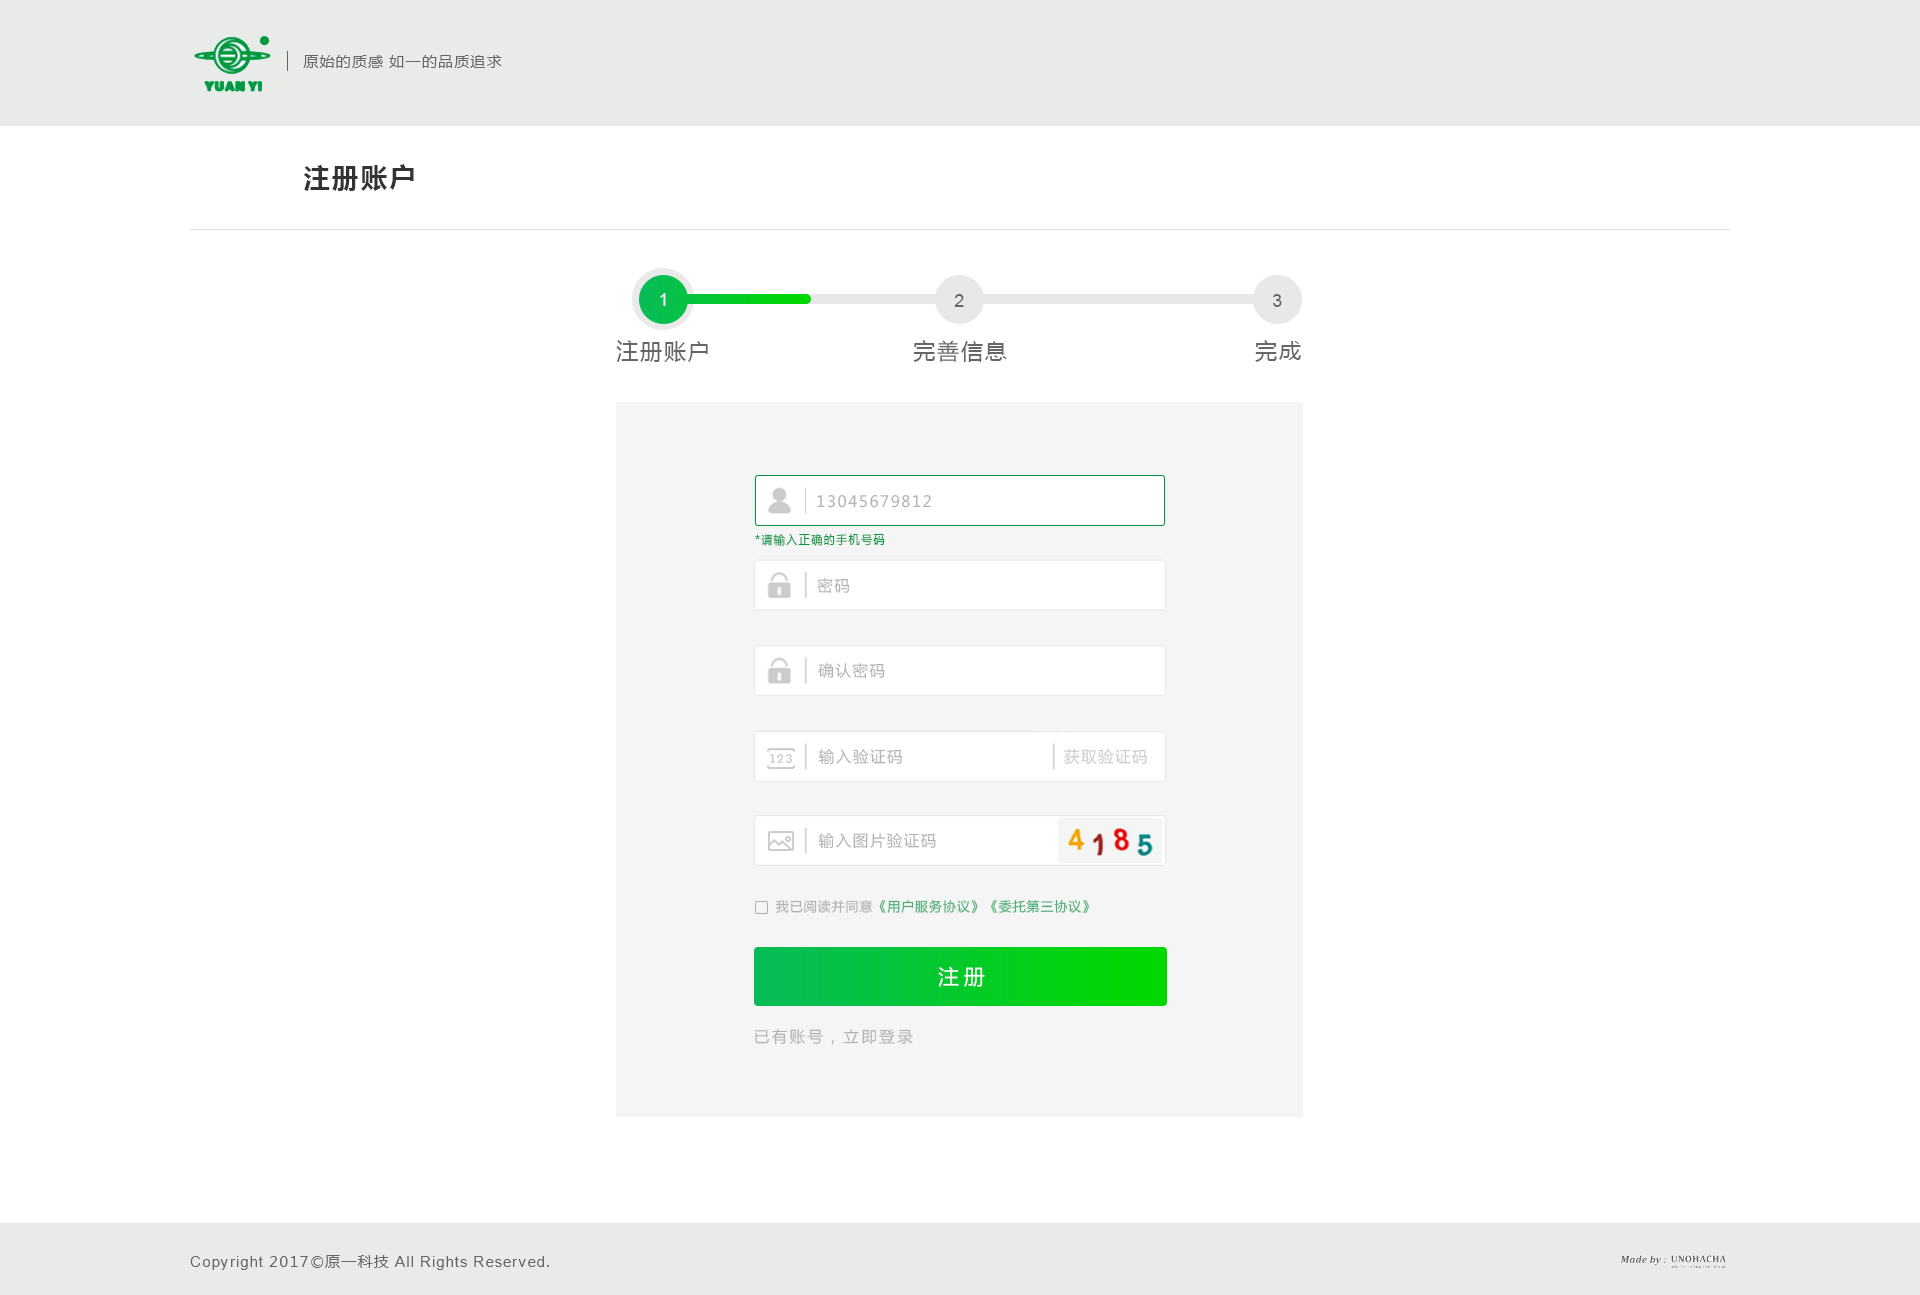 YUAN YI
原始的质感 如一的品质追求
注册账户
1
2
3
注册账户
完善信息
完成
13045679812
*请输入正确的手机号码
密码
确认密码
123
输入验证码
获取验证码
输入图片验证码
4185
我已阅读并同意《用户服务协议》《委托第三协议》
注册
已有账号，立即登录
Copyright 2017©原一科技 All Rights Reserved.
Made by : UNOHACHA